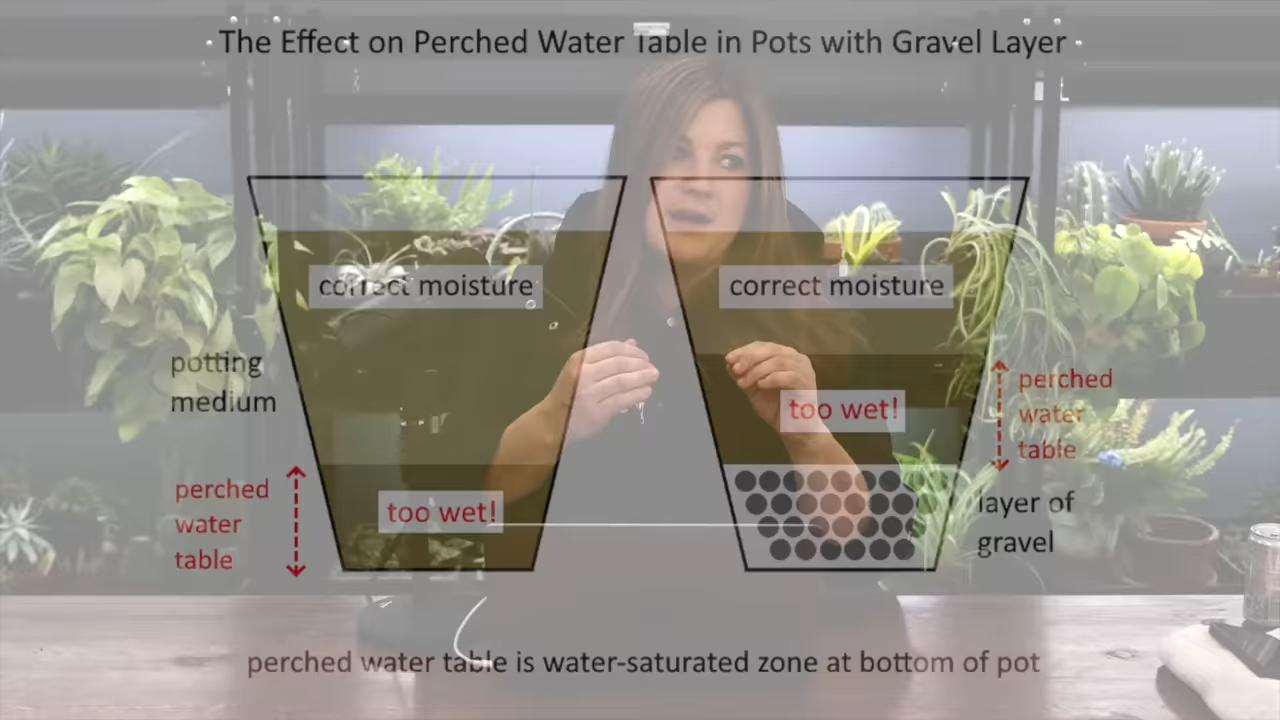 The Effect on Perched Water Table in Pots with Gravel Layer
correct moisture
correct moisture
potting
medium
perched
water
table
too wet!
too wet!
perched
water
table
layer of
gravel
perched water table is water-saturated zone at bottom of pot